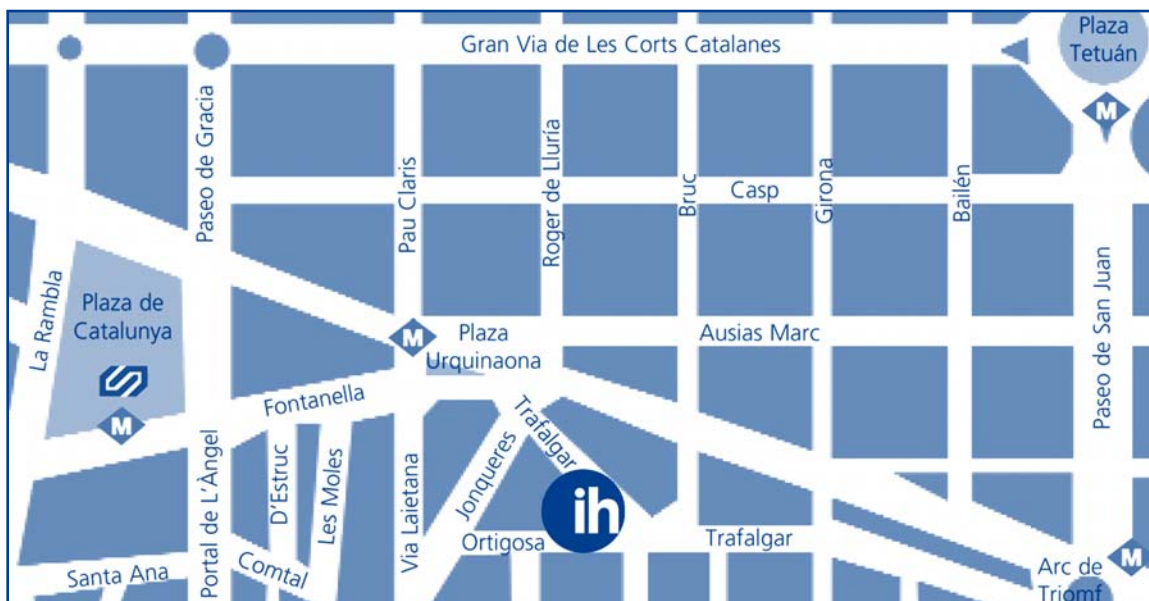 Gran Via de Les Corts Catalanes
Plaza
Tetuán
M
Paseo de Gracia
Pau Claris
Roger de Lluría
Bruc
Casp
Girona
Bailén
La Rambla
Plaza de
Catalunya
M
M
Plaza
Urquinaona
Ausias Marc
Paseo de San Juan
Fontanella
Trafalgar
Portal de L'Àngel
D'Estruc
Les Moles
Via Laietana
Jonqueres
ih
Ortigosa
Trafalgar
Santa Ana
Comtal
Arc de
Triomf
M